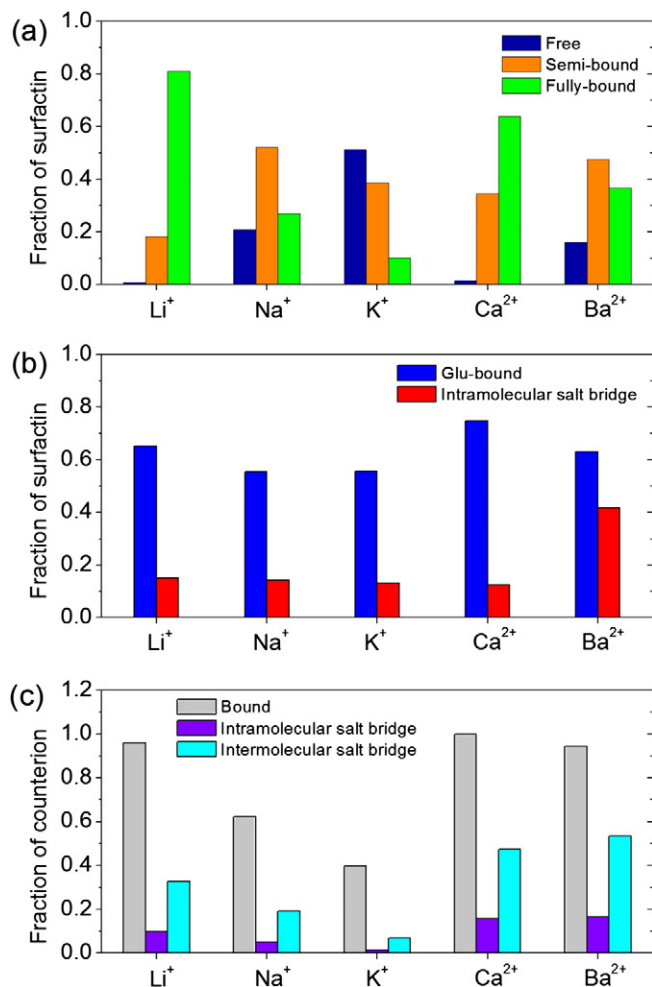 (a)
Fraction of surfactin
1.0
0.8
0.6
0.4
0.2
0.0
Free
Semi-bound
Fully-bound
Li⁺ Na⁺ K⁺ Ca²⁺ Ba²⁺
(b)
Fraction of surfactin
1.0
0.8
0.6
0.4
0.2
0.0
Glu-bound
Intramolecular salt bridge
Li⁺ Na⁺ K⁺ Ca²⁺ Ba²⁺
(c)
Fraction of counterion
1.2
1.0
0.8
0.6
0.4
0.2
0.0
Bound
Intramolecular salt bridge
Intermolecular salt bridge
Li⁺ Na⁺ K⁺ Ca²⁺ Ba²⁺